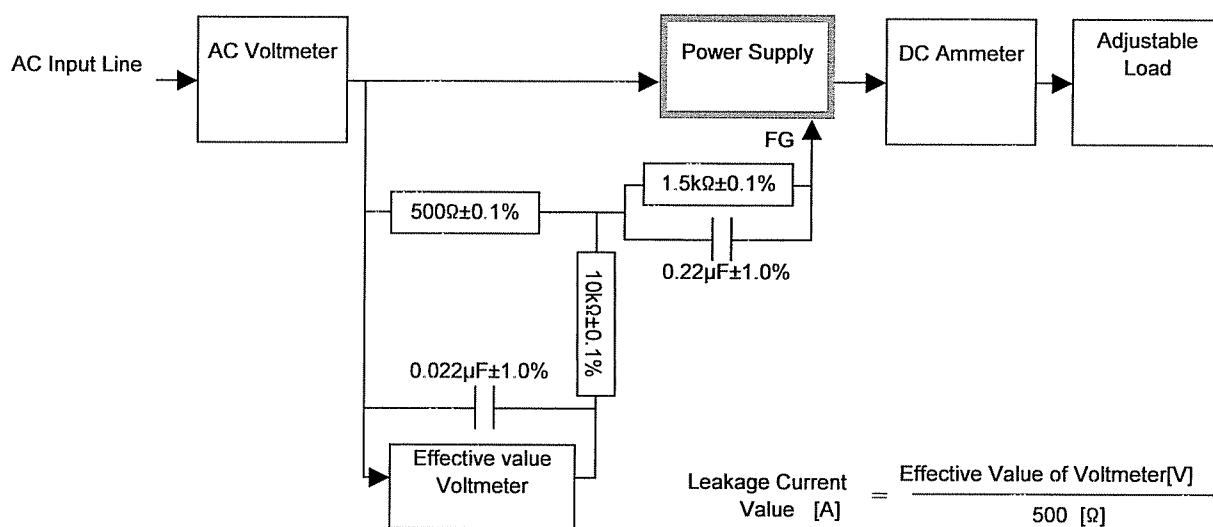 AC Input Line
AC Voltmeter
Power Supply
DC Ammeter
Adjustable
Load
FG
1.5kΩ±0.1%
500Ω±0.1%
0.22µF±1.0%
10kΩ±0.1%
0.022µF±1.0%
Effective value
Voltmeter
Leakage Current
Value [A]
=
Effective Value of Voltmeter[V]
500 [Ω]